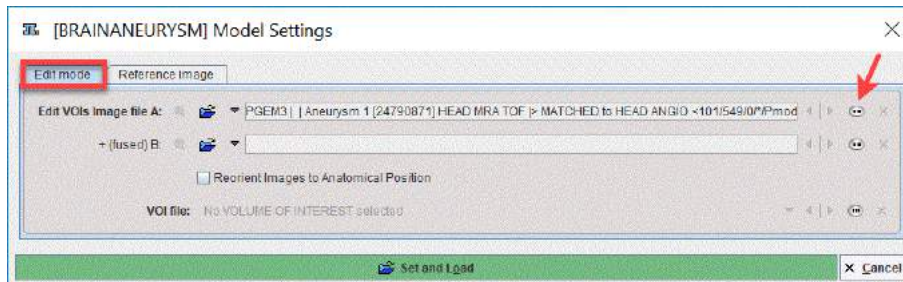 [BRAINANEURYSM] Model Settings
Edit mode Reference Image
Edit VOIs Image file A: PGEM3 | | Aneurysm 1 [24790871] HEAD MRA TOF |> MATCHED to HEAD ANGIO <101/549/0/*/Pmod
+ (fused) B:
Reorient Images to Anatomical Position
VOI file: No VOLUME OF INTEREST selected
Set and Load Cancel